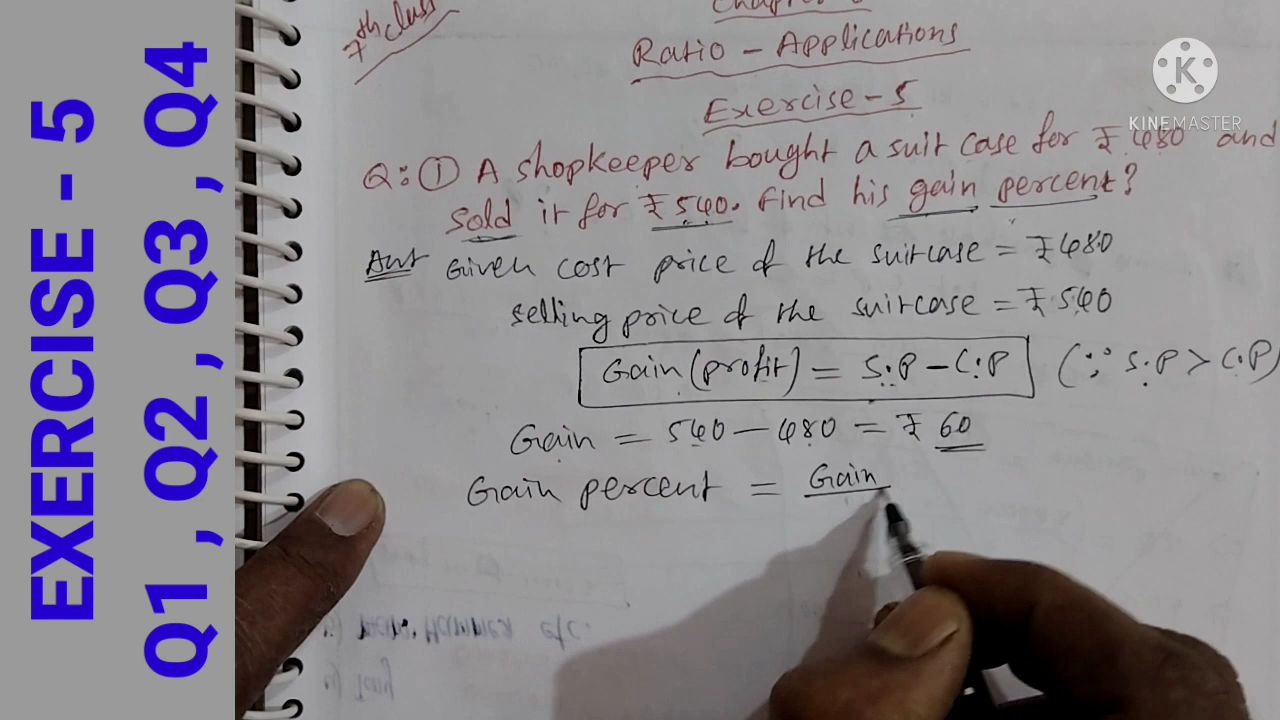 EXERCISE - 5
Q1 , Q2 , Q3 , Q4
7th class
Ratio - Applications
Exercise - 5
KINEMASTER
Q:① A shopkeeper bought a suit case for ₹ 480 and
sold it for ₹ 540. Find his gain percent?
Ans Given cost price of the suitcase = ₹ 480
selling price of the suitcase = ₹ 540
Gain (profit) = S.P - C.P (∵ S.P > C.P)
Gain = 540 - 480 = ₹ 60
Gain percent = Gain